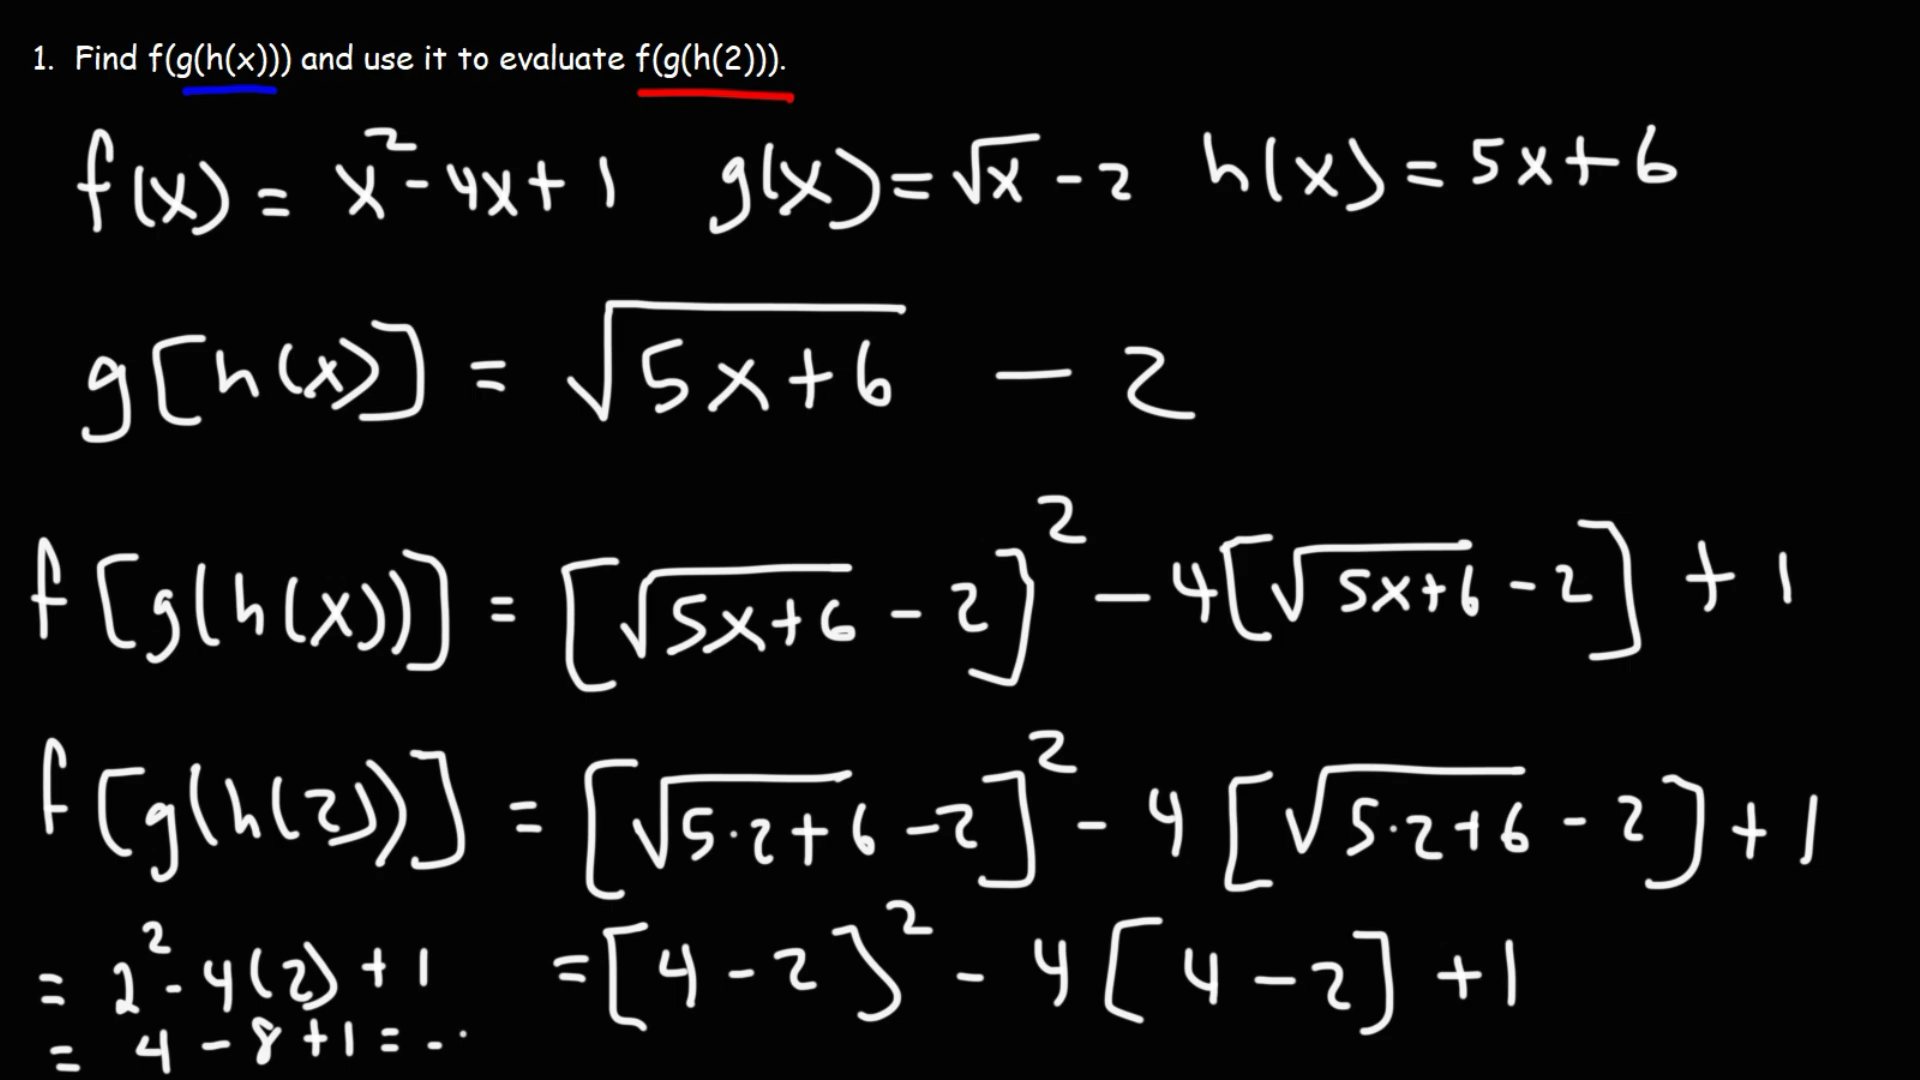 1. Find f(g(h(x))) and use it to evaluate f(g(h(2))).
f(x) = x² - 4x + 1 g(x) = √x - 2 h(x) = 5x + 6
g[h(x)] = √5x+6 - 2
f[g(h(x))] = [√5x+6 - 2]² - 4[√5x+6 - 2] + 1
f[g(h(2))] = [√5·2+6 - 2]² - 4[√5·2+6 - 2] + 1
= 2² - 4(2) + 1 = [4 - 2]² - 4[4 - 2] + 1
= 4 - 8 + 1 = -